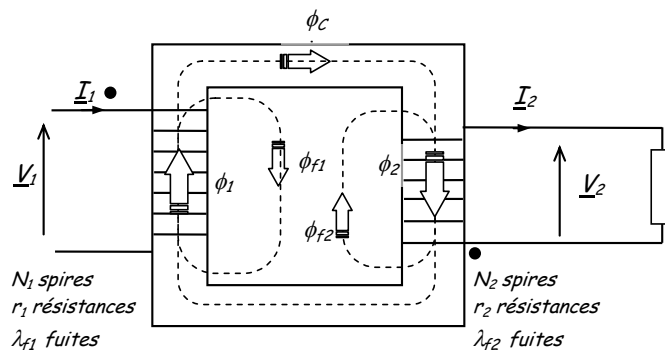 ϕC
I1
I2
V1
ϕ1
ϕf1
ϕ2
ϕf2
V2
N1 spires
r1 résistances
λf1 fuites
N2 spires
r2 résistances
λf2 fuites